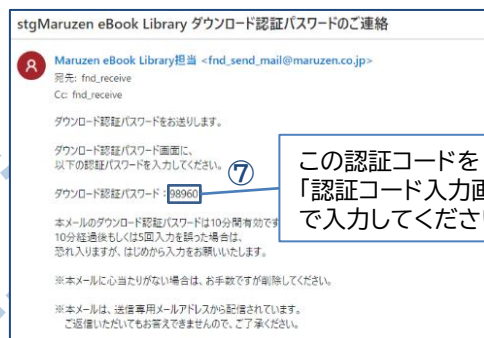 stgMaruzen eBook Library ダウンロード認証パスワードのご連絡
R
Maruzen eBook Library担当 <fnd_send_mail@maruzen.co.jp>
宛先: fnd_receive
Cc: fnd_receive
ダウンロード認証パスワードをお送りします。
ダウンロード認証パスワード画面に、
以下の認証パスワードを入力してください。
ダウンロード認証パスワード:98960
⑦
この認証コードを
「認証コード入力画
で入力してくださ
本メールのダウンロード認証パスワードは10分間有効です
10分経過後もしくは5回入力を誤った場合は、
恐れ入りますが、はじめから入力をお願いいたします。
※本メールに心当たりがない場合は、お手数ですが削除してください。
※本メールは、送信専用メールアドレスから配信されています。
ご返信いただいてもお答えできませんので、ご了承ください。